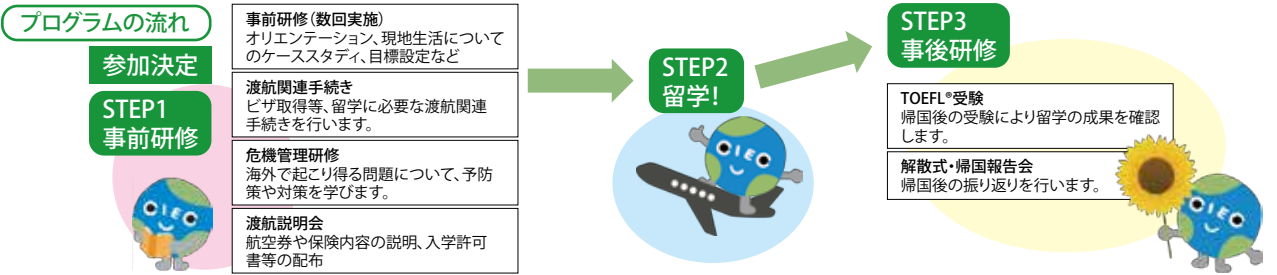 プログラムの流れ
参加決定
STEP1
事前研修
事前研修(数回実施)
オリエンテーション、現地生活について
のケーススタディ、目標設定など
渡航関連手続き
ビザ取得等、留学に必要な渡航関連
手続きを行います。
危機管理研修
海外で起こり得る問題について、予防
策や対策を学びます。
渡航説明会
航空券や保険内容の説明、入学許可
書等の配布
STEP2
留学!
STEP3
事後研修
TOEFL®受験
帰国後の受験により留学の成果を確認
します。
解散式・帰国報告会
帰国後の振り返りを行います。
OIEO
OIEO
OIEO